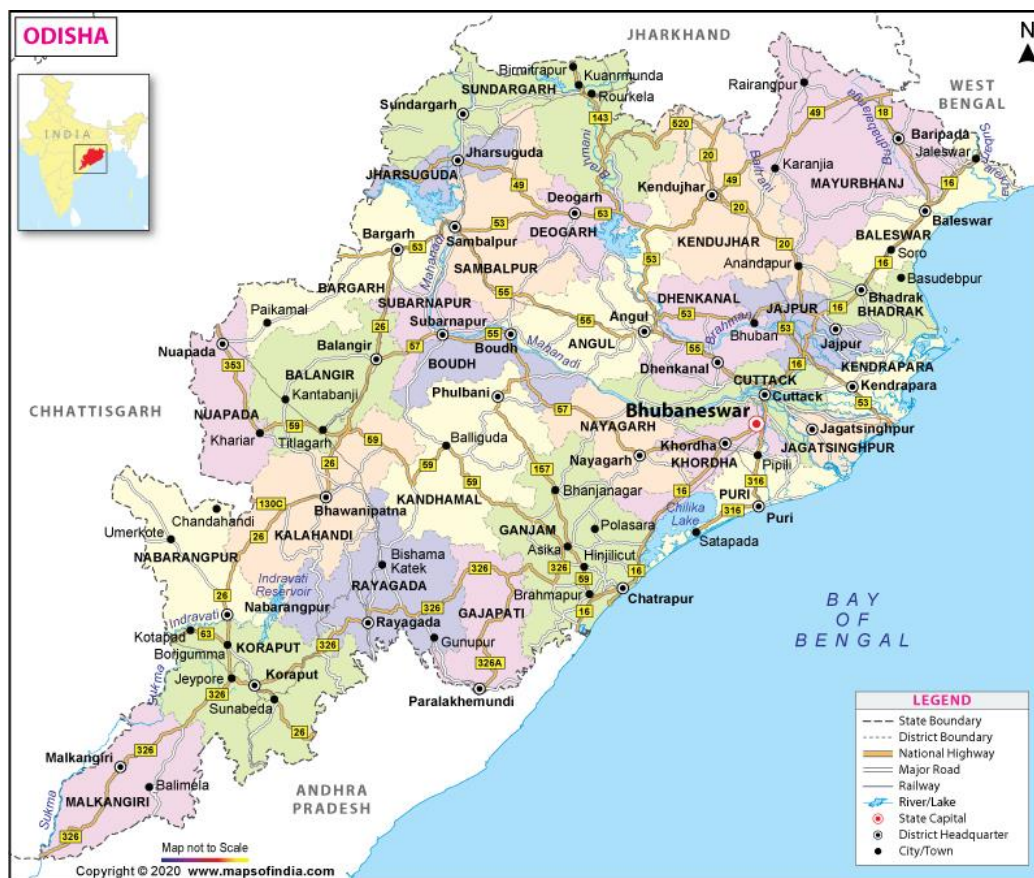 ODISHA
N
INDIA
JHARKHAND
WEST
BENGAL
Birmitrapur
Kuanrmunda
SUNDARGARH
Rourkela
Rairangpur
Sundargarh
143
520
49
18
Budhabalanga
Baripada
Jaleswar
Subarnarekha
Jharsuguda
JHARSUGUDA
Brahmani
20
Baitrani
Karanjia
49
Kendujhar
49
MAYURBHANJ
16
Deogarh
53
20
Baleswar
Bargarh
53
Sambalpur
53
DEOGARH
KENDUJHAR
20
BALESWAR
Soro
16
Mahanadi
SAMBALPUR
53
Anandapur
Basudebpur
BARGARH
SUBARNAPUR
55
DHENKANAL
JAJPUR
Bhadrak
BHADRAK
16
Paikamal
26
Subarnapur
55
55
Angul
53
Brahmani
53
Bhuban
Jajpur
Nuapada
Balangir
57
Boudh
Mahanadi
ANGUL
55
16
353
BALANGIR
BOUDH
Dhenkanal
KENDRAPARA
Kantabanji
Phulbani
CUTTACK
Cuttack
Kendrapara
NUAPADA
57
Bhubaneswar
53
CHHATTISGARH
59
59
NAYAGARH
Jagatsinghpur
Khariar
Titlagarh
Balliguda
Khordha
JAGATSINGHPUR
26
59
157
Nayagarh
KHORDHA
Pipili
59
130C
Bhawanipatna
KANDHAMAL
Bhanjanagar
16
316
PURI
Chandahandi
Chilika
Lake
316
Puri
Umerkote
KALAHANDI
GANJAM
Polasara
Satapada
26
NABARANGPUR
Bishama
Katek
Asika
Hinjilicut
Indravati
Reservoir
RAYAGADA
326
326
59
16
26
Nabarangpur
326
GAJAPATI
Brahmapur
Chatrapur
Indravati
Rayagada
16
Kotapad
63
KORAPUT
326
Gunupur
Borigumma
326A
Koraput
Jeypore
Paralakhemundi
Sukma
326
Sunabeda
26
BAY
OF
BENGAL
Malkangiri
326
Balimela
MALKANGIRI
ANDHRA
PRADESH
Sukma
326
LEGEND
State Boundary
District Boundary
National Highway
Major Road
Railway
River/Lake
State Capital
District Headquarter
City/Town
Map not to Scale
Copyright © 2020 www.mapsofindia.com